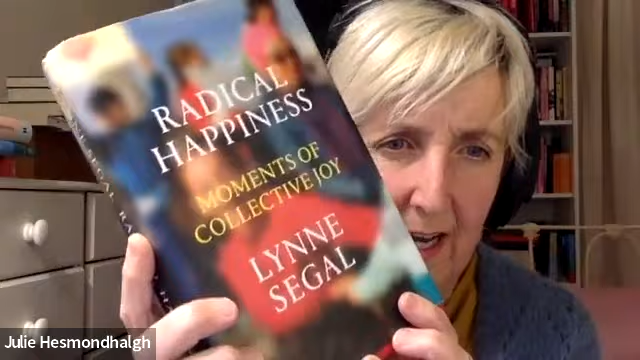 RADICAL
HAPPINESS
MOMENTS OF
COLLECTIVE JOY
LYNNE
SEGAL
Julie Hesmondhalgh